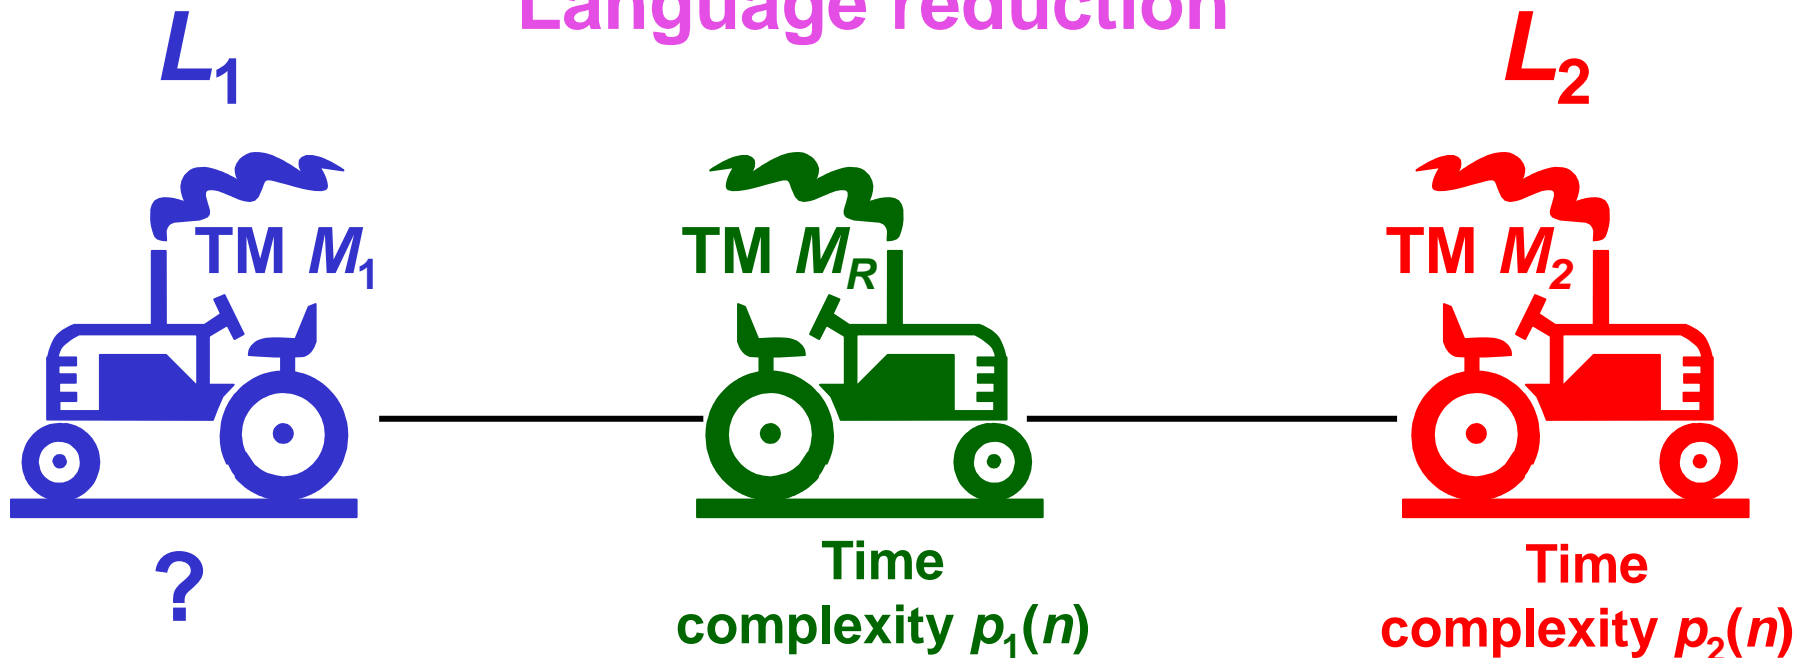 Language reduction
L1 L2
TM M1 TM MR TM M2
? Time Time
complexity p1(n) complexity p2(n)